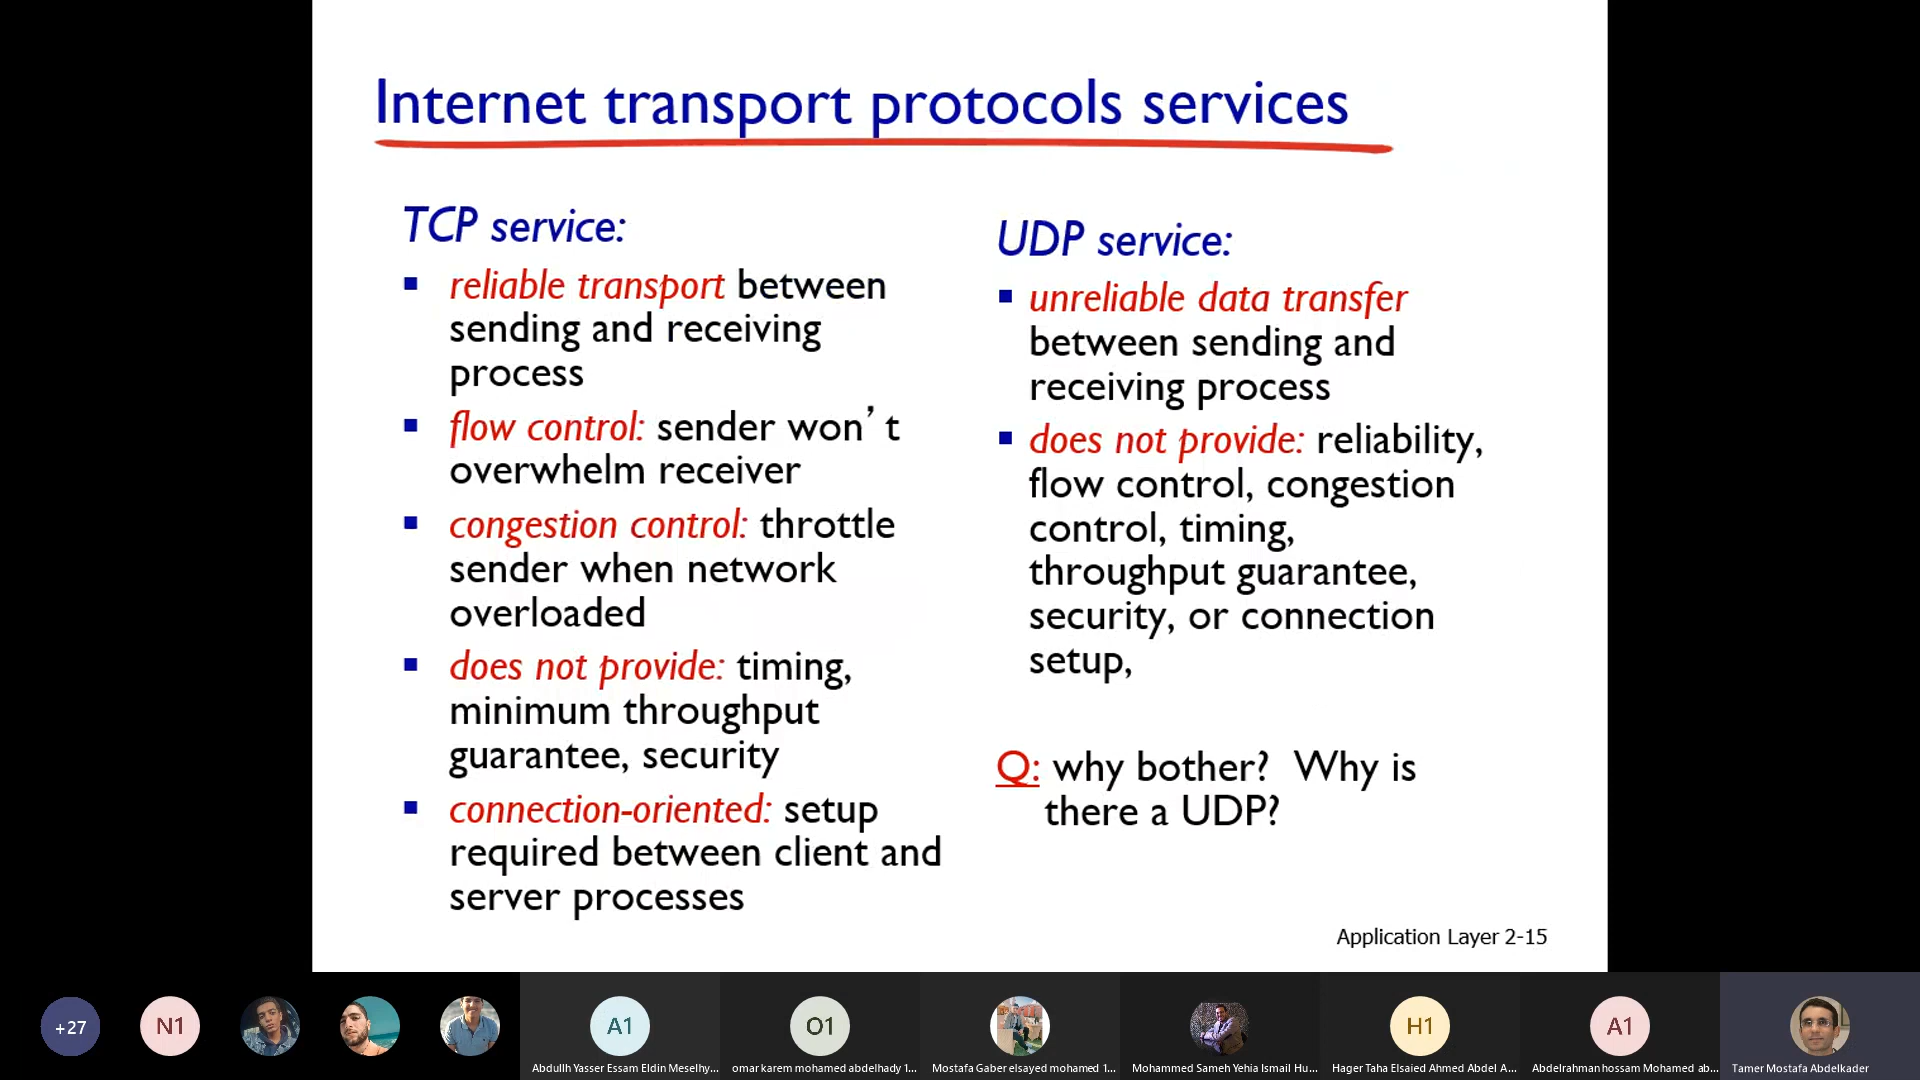 Internet transport protocols services
TCP service:
reliable transport between
sending and receiving
process
flow control: sender won’ t
overwhelm receiver
congestion control: throttle
sender when network
overloaded
does not provide: timing,
minimum throughput
guarantee, security
connection-oriented: setup
required between client and
server processes
UDP service:
unreliable data transfer
between sending and
receiving process
does not provide: reliability,
flow control, congestion
control, timing,
throughput guarantee,
security, or connection
setup,
Q: why bother? Why is
there a UDP?
Application Layer 2-15
+27
N1
A1
O1
H1
A1
Abdullh Yasser Essam Eldin Meselhy...
omar karem mohamed abdelhady 1...
Mostafa Gaber elsayed mohamed 1...
Mohammed Sameh Yehia Ismail Hu...
Hager Taha Elsaied Ahmed Abdel A...
Abdelrahman hossam Mohamed ab...
Tamer Mostafa Abdelkader